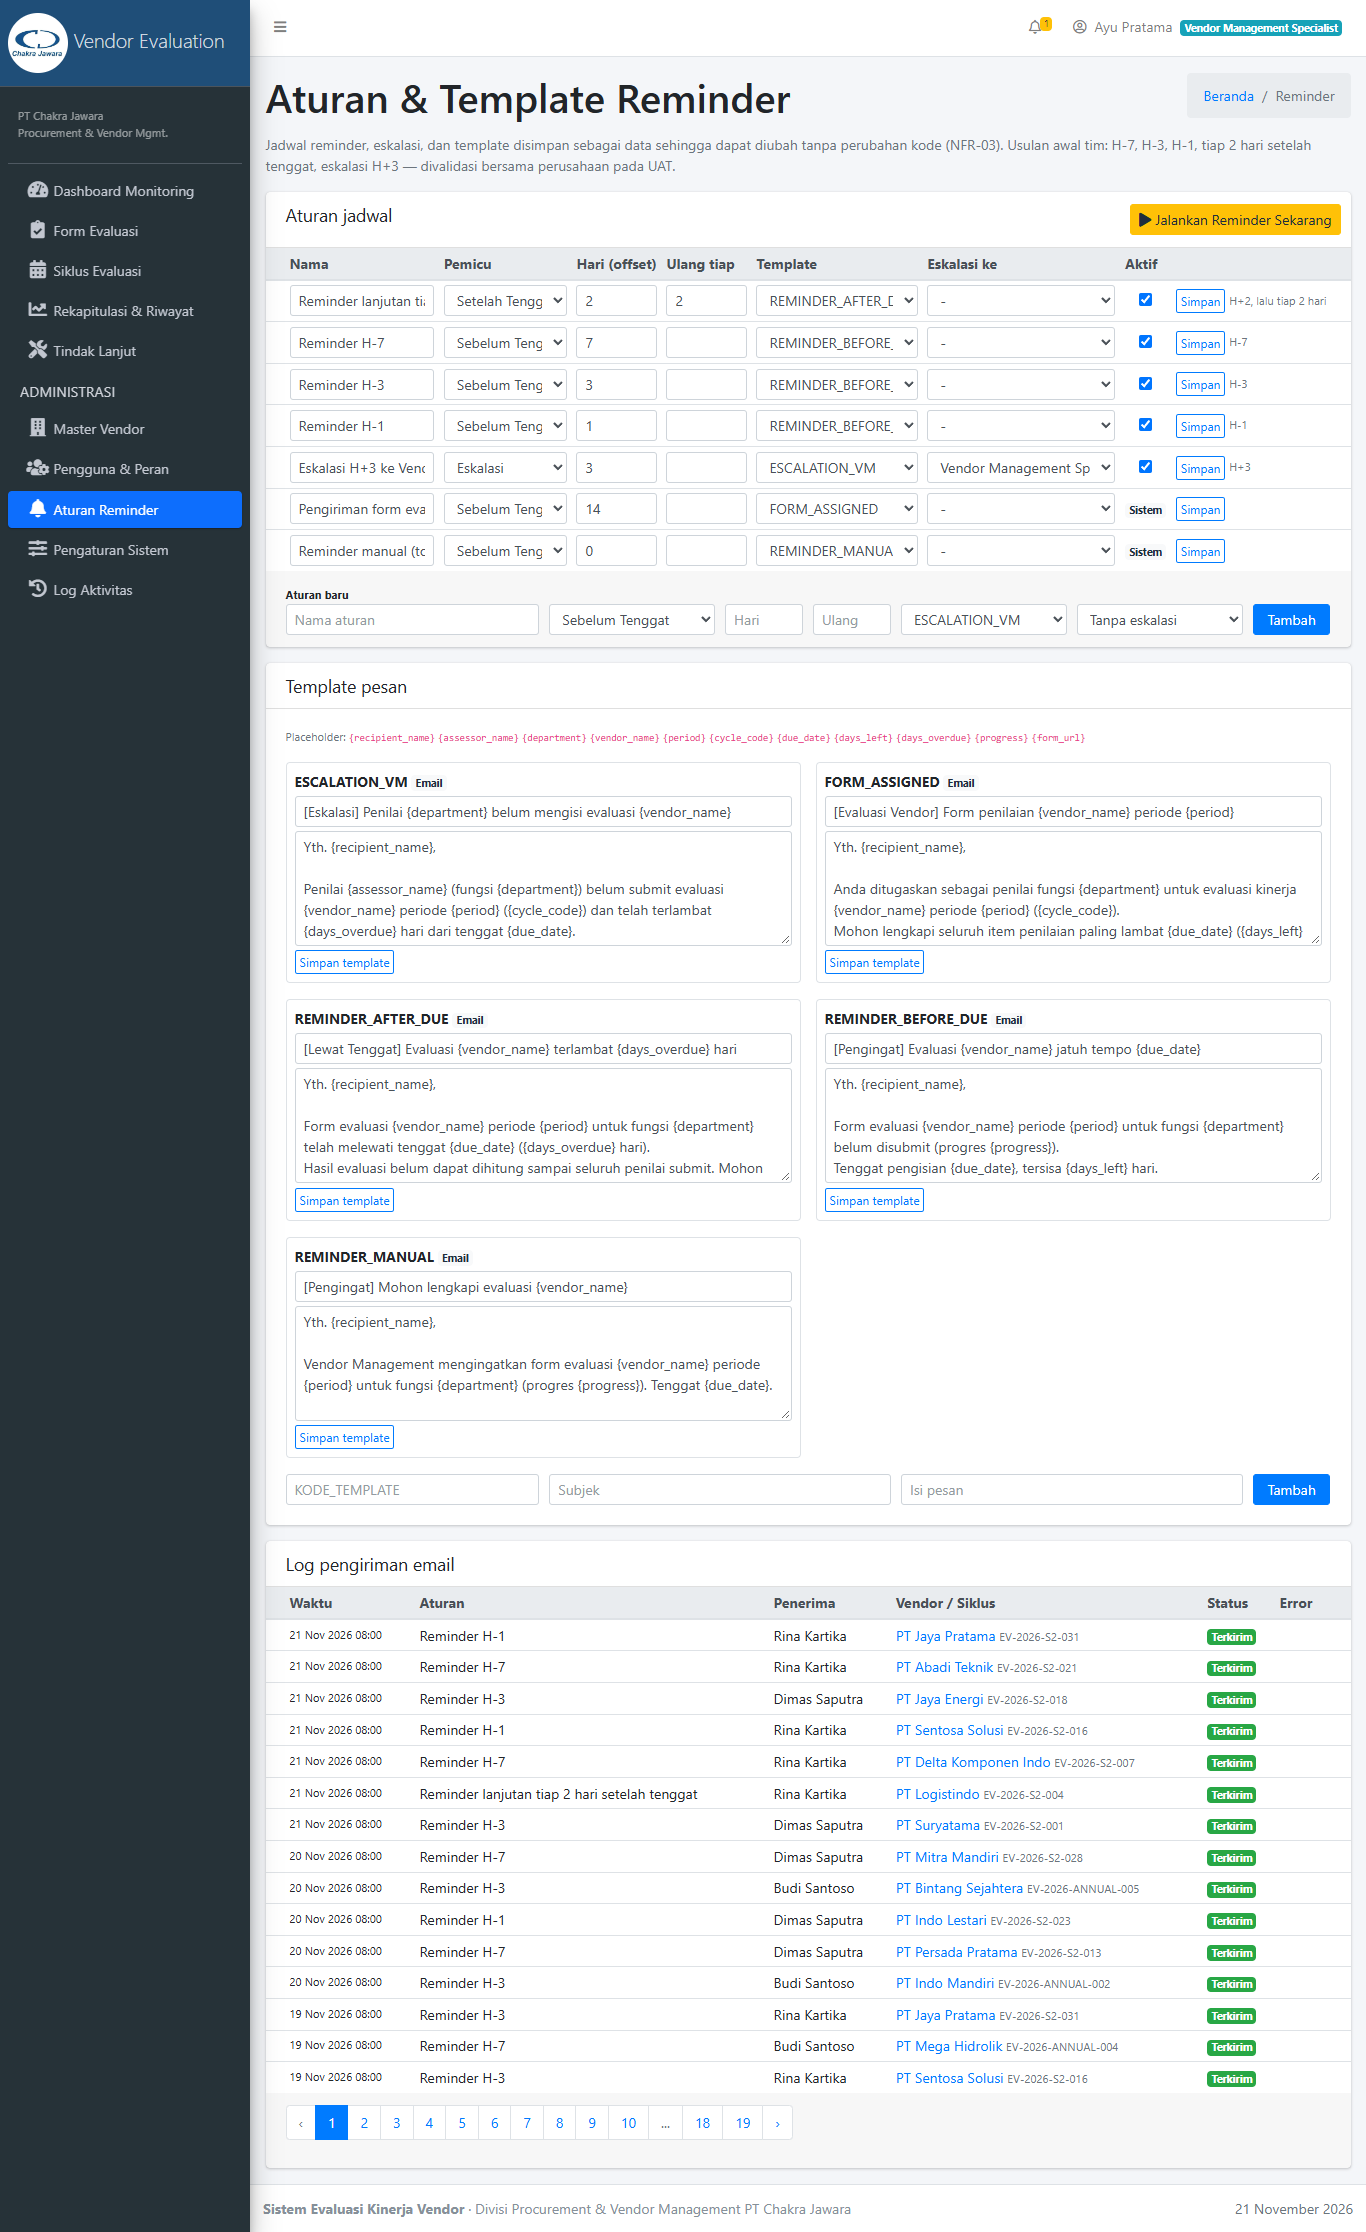 Chakra Jawara
Vendor Evaluation
1
Ayu Pratama Vendor Management Specialist
PT Chakra Jawara
Procurement & Vendor Mgmt.
Dashboard Monitoring
Form Evaluasi
Siklus Evaluasi
Rekapitulasi & Riwayat
Tindak Lanjut
ADMINISTRASI
Master Vendor
Pengguna & Peran
Aturan Reminder
Pengaturan Sistem
Log Aktivitas
Aturan & Template Reminder
Beranda / Reminder
Jadwal reminder, eskalasi, dan template disimpan sebagai data sehingga dapat diubah tanpa perubahan kode (NFR-03). Usulan awal tim: H-7, H-3, H-1, tiap 2 hari setelah
tenggat, eskalasi H+3 — divalidasi bersama perusahaan pada UAT.
Aturan jadwal
Jalankan Reminder Sekarang
Nama Pemicu Hari (offset) Ulang tiap Template Eskalasi ke Aktif
Reminder lanjutan ti Setelah Tengg 2 2 REMINDER_AFTER_D - Simpan H+2, lalu tiap 2 hari
Reminder H-7 Sebelum Teng 7 REMINDER_BEFORE_ - Simpan H-7
Reminder H-3 Sebelum Teng 3 REMINDER_BEFORE_ - Simpan H-3
Reminder H-1 Sebelum Teng 1 REMINDER_BEFORE_ - Simpan H-1
Eskalasi H+3 ke Venc Eskalasi 3 ESCALATION_VM Vendor Management Sp Simpan H+3
Pengiriman form eva Sebelum Teng 14 FORM_ASSIGNED - Sistem Simpan
Reminder manual (to Sebelum Teng 0 REMINDER_MANUA - Sistem Simpan
Aturan baru
Nama aturan Sebelum Tenggat Hari Ulang ESCALATION_VM Tanpa eskalasi Tambah
Template pesan
Placeholder: {recipient_name} {assessor_name} {department} {vendor_name} {period} {cycle_code} {due_date} {days_left} {days_overdue} {progress} {form_url}
ESCALATION_VM Email
[Eskalasi] Penilai {department} belum mengisi evaluasi {vendor_name}
Yth. {recipient_name},
Penilai {assessor_name} (fungsi {department}) belum submit evaluasi
{vendor_name} periode {period} ({cycle_code}) dan telah terlambat
{days_overdue} hari dari tenggat {due_date}.
Simpan template
FORM_ASSIGNED Email
[Evaluasi Vendor] Form penilaian {vendor_name} periode {period}
Yth. {recipient_name},
Anda ditugaskan sebagai penilai fungsi {department} untuk evaluasi kinerja
{vendor_name} periode {period} ({cycle_code}).
Mohon lengkapi seluruh item penilaian paling lambat {due_date} ({days_left}
Simpan template
REMINDER_AFTER_DUE Email
[Lewat Tenggat] Evaluasi {vendor_name} terlambat {days_overdue} hari
Yth. {recipient_name},
Form evaluasi {vendor_name} periode {period} untuk fungsi {department}
telah melewati tenggat {due_date} ({days_overdue} hari).
Hasil evaluasi belum dapat dihitung sampai seluruh penilai submit. Mohon
Simpan template
REMINDER_BEFORE_DUE Email
[Pengingat] Evaluasi {vendor_name} jatuh tempo {due_date}
Yth. {recipient_name},
Form evaluasi {vendor_name} periode {period} untuk fungsi {department}
belum disubmit (progres {progress}).
Tenggat pengisian {due_date}, tersisa {days_left} hari.
Simpan template
REMINDER_MANUAL Email
[Pengingat] Mohon lengkapi evaluasi {vendor_name}
Yth. {recipient_name},
Vendor Management mengingatkan form evaluasi {vendor_name} periode
{period} untuk fungsi {department} (progres {progress}). Tenggat {due_date}.
Simpan template
KODE_TEMPLATE Subjek Isi pesan Tambah
Log pengiriman email
Waktu Aturan Penerima Vendor / Siklus Status Error
21 Nov 2026 08:00 Reminder H-1 Rina Kartika PT Jaya Pratama EV-2026-S2-031 Terkirim
21 Nov 2026 08:00 Reminder H-7 Rina Kartika PT Abadi Teknik EV-2026-S2-021 Terkirim
21 Nov 2026 08:00 Reminder H-3 Dimas Saputra PT Jaya Energi EV-2026-S2-018 Terkirim
21 Nov 2026 08:00 Reminder H-1 Rina Kartika PT Sentosa Solusi EV-2026-S2-016 Terkirim
21 Nov 2026 08:00 Reminder H-7 Rina Kartika PT Delta Komponen Indo EV-2026-S2-007 Terkirim
21 Nov 2026 08:00 Reminder lanjutan tiap 2 hari setelah tenggat Rina Kartika PT Logistindo EV-2026-S2-004 Terkirim
21 Nov 2026 08:00 Reminder H-3 Dimas Saputra PT Suryatama EV-2026-S2-001 Terkirim
20 Nov 2026 08:00 Reminder H-7 Dimas Saputra PT Mitra Mandiri EV-2026-S2-028 Terkirim
20 Nov 2026 08:00 Reminder H-3 Budi Santoso PT Bintang Sejahtera EV-2026-ANNUAL-005 Terkirim
20 Nov 2026 08:00 Reminder H-1 Dimas Saputra PT Indo Lestari EV-2026-S2-023 Terkirim
20 Nov 2026 08:00 Reminder H-7 Dimas Saputra PT Persada Pratama EV-2026-S2-013 Terkirim
20 Nov 2026 08:00 Reminder H-3 Budi Santoso PT Indo Mandiri EV-2026-ANNUAL-002 Terkirim
19 Nov 2026 08:00 Reminder H-3 Rina Kartika PT Jaya Pratama EV-2026-S2-031 Terkirim
19 Nov 2026 08:00 Reminder H-7 Budi Santoso PT Mega Hidrolik EV-2026-ANNUAL-004 Terkirim
19 Nov 2026 08:00 Reminder H-3 Rina Kartika PT Sentosa Solusi EV-2026-S2-016 Terkirim
‹ 1 2 3 4 5 6 7 8 9 10 ... 18 19 ›
Sistem Evaluasi Kinerja Vendor · Divisi Procurement & Vendor Management PT Chakra Jawara
21 November 2026